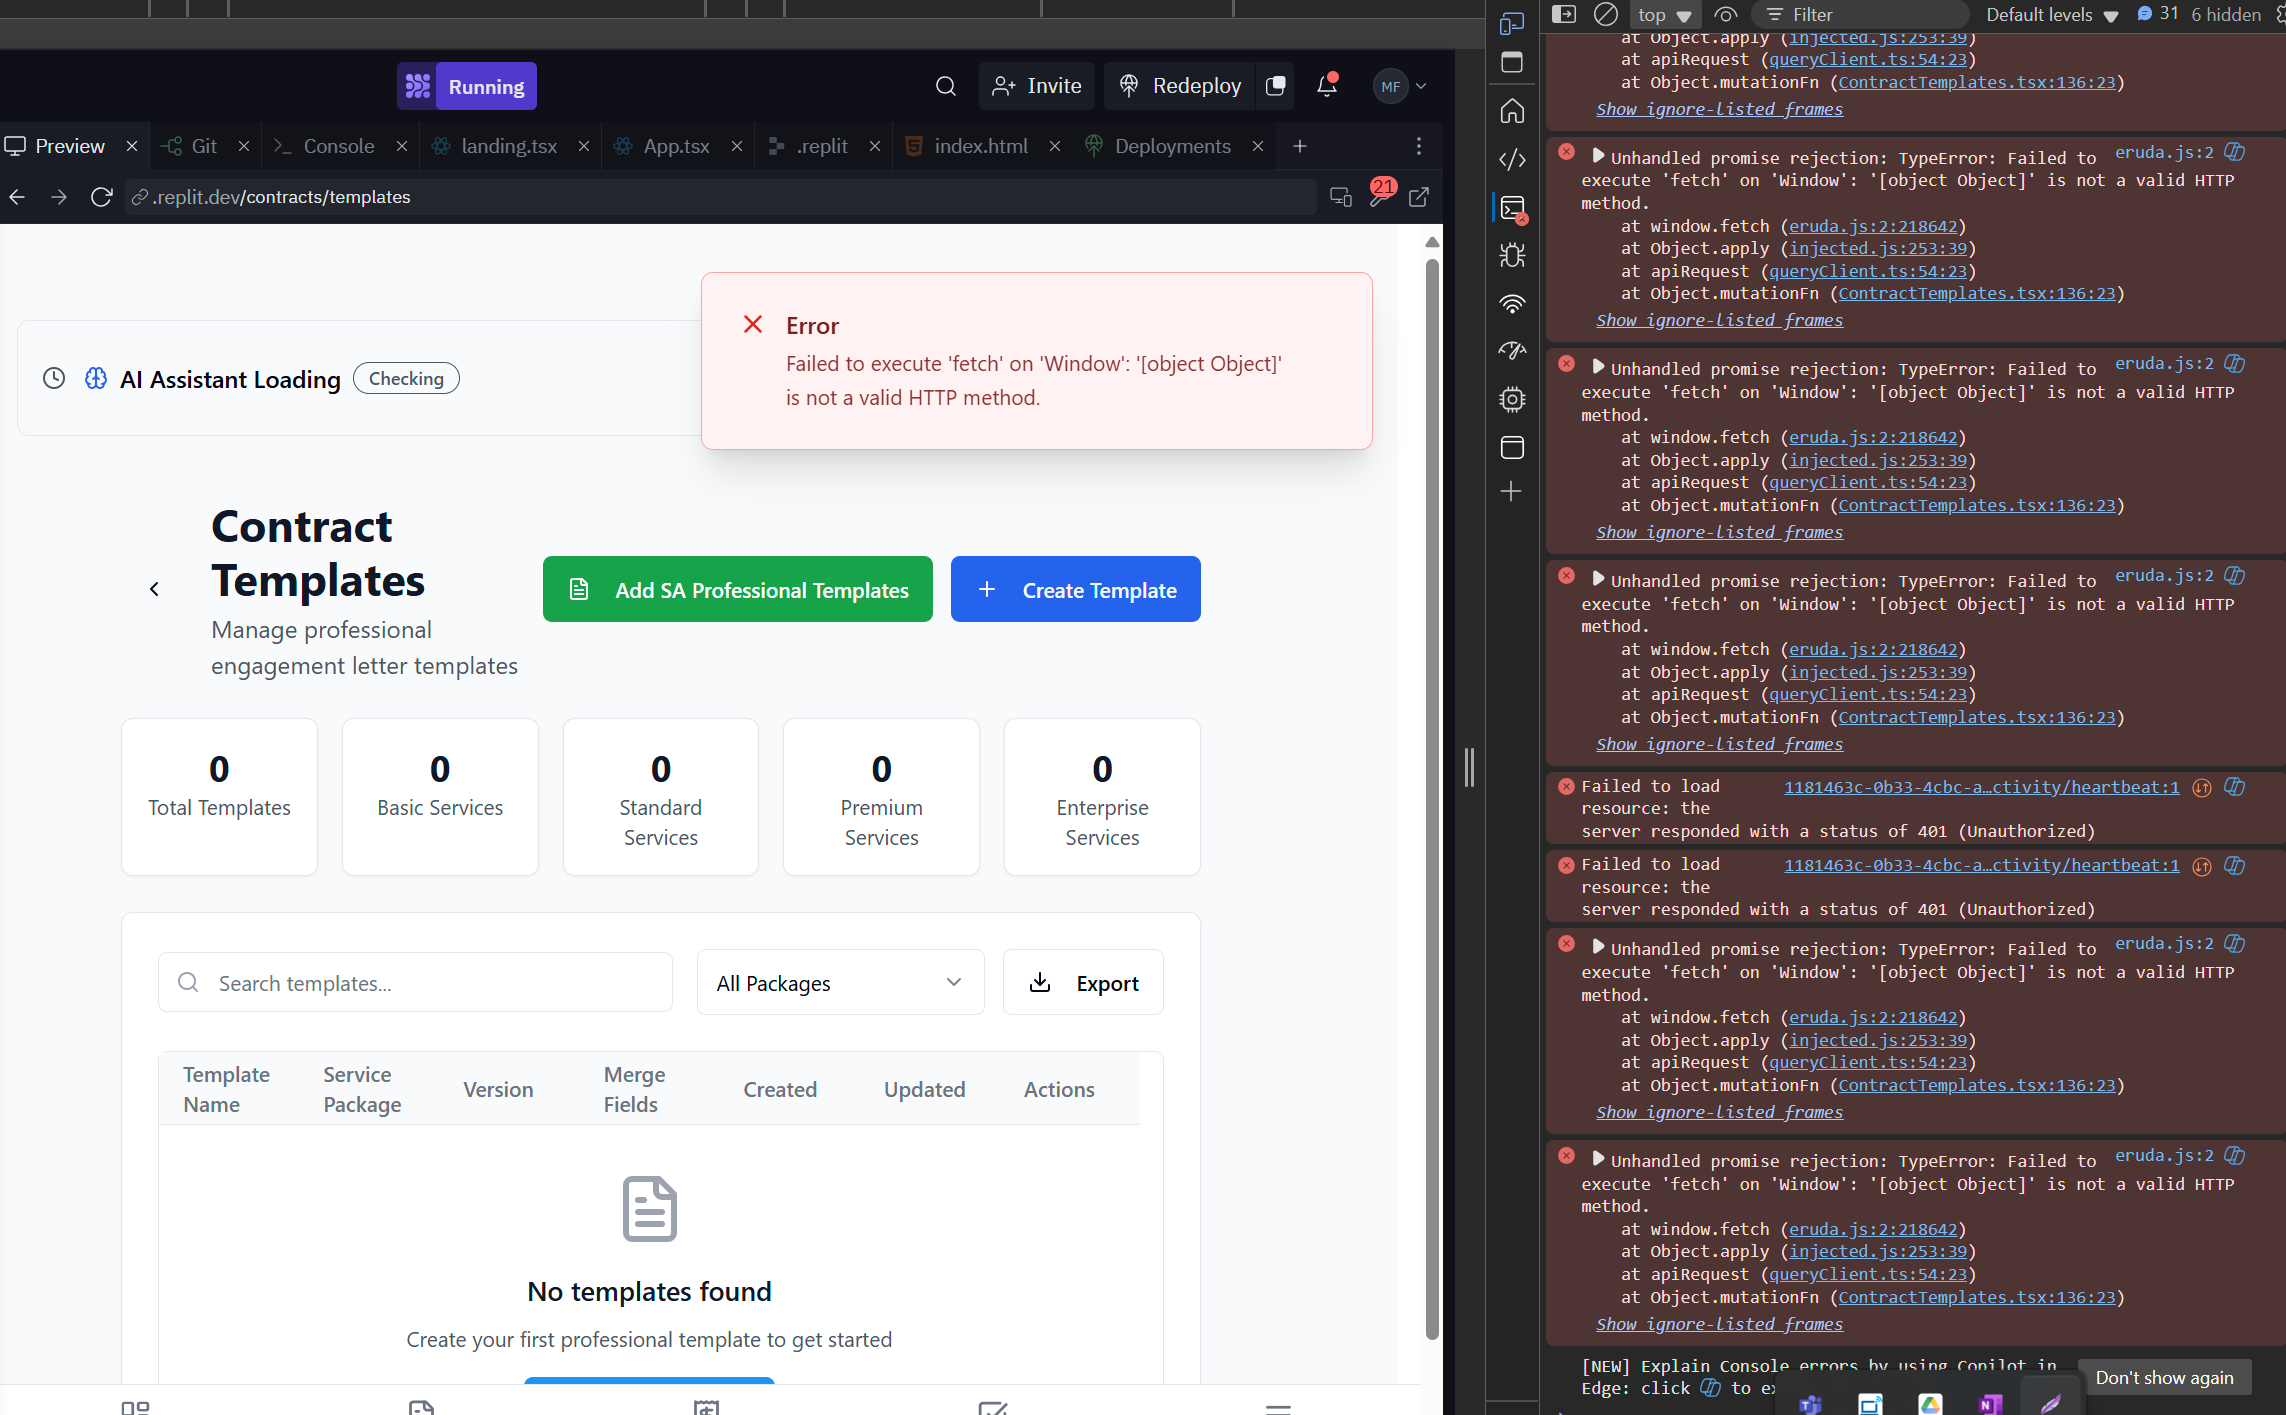 Running
Invite
Redeploy
MF
Preview
Git
Console
landing.tsx
App.tsx
.replit
index.html
Deployments
.replit.dev/contracts/templates
21
AI Assistant Loading
Checking
Error
Failed to execute 'fetch' on 'Window': '[object Object]'
is not a valid HTTP method.
Contract
Templates
Manage professional
engagement letter templates
Add SA Professional Templates
Create Template
0
Total Templates
0
Basic Services
0
Standard
Services
0
Premium
Services
0
Enterprise
Services
Search templates...
All Packages
Export
Template
Name
Service
Package
Version
Merge
Fields
Created
Updated
Actions
No templates found
Create your first professional template to get started
top
Filter
Default levels
31
6 hidden
at Object.apply (injected.js:253:39)
at apiRequest (queryClient.ts:54:23)
at Object.mutationFn (ContractTemplates.tsx:136:23)
Show ignore-listed frames
Unhandled promise rejection: TypeError: Failed to eruda.js:2
execute 'fetch' on 'Window': '[object Object]' is not a valid HTTP
method.
at window.fetch (eruda.js:2:218642)
at Object.apply (injected.js:253:39)
at apiRequest (queryClient.ts:54:23)
at Object.mutationFn (ContractTemplates.tsx:136:23)
Show ignore-listed frames
Unhandled promise rejection: TypeError: Failed to eruda.js:2
execute 'fetch' on 'Window': '[object Object]' is not a valid HTTP
method.
at window.fetch (eruda.js:2:218642)
at Object.apply (injected.js:253:39)
at apiRequest (queryClient.ts:54:23)
at Object.mutationFn (ContractTemplates.tsx:136:23)
Show ignore-listed frames
Unhandled promise rejection: TypeError: Failed to eruda.js:2
execute 'fetch' on 'Window': '[object Object]' is not a valid HTTP
method.
at window.fetch (eruda.js:2:218642)
at Object.apply (injected.js:253:39)
at apiRequest (queryClient.ts:54:23)
at Object.mutationFn (ContractTemplates.tsx:136:23)
Show ignore-listed frames
Failed to load 1181463c-0b33-4cbc-a…ctivity/heartbeat:1
resource: the
server responded with a status of 401 (Unauthorized)
Failed to load 1181463c-0b33-4cbc-a…ctivity/heartbeat:1
resource: the
server responded with a status of 401 (Unauthorized)
Unhandled promise rejection: TypeError: Failed to eruda.js:2
execute 'fetch' on 'Window': '[object Object]' is not a valid HTTP
method.
at window.fetch (eruda.js:2:218642)
at Object.apply (injected.js:253:39)
at apiRequest (queryClient.ts:54:23)
at Object.mutationFn (ContractTemplates.tsx:136:23)
Show ignore-listed frames
Unhandled promise rejection: TypeError: Failed to eruda.js:2
execute 'fetch' on 'Window': '[object Object]' is not a valid HTTP
method.
at window.fetch (eruda.js:2:218642)
at Object.apply (injected.js:253:39)
at apiRequest (queryClient.ts:54:23)
at Object.mutationFn (ContractTemplates.tsx:136:23)
Show ignore-listed frames
[NEW] Explain Console errors by using Copilot in
Edge: click to
Don't show again